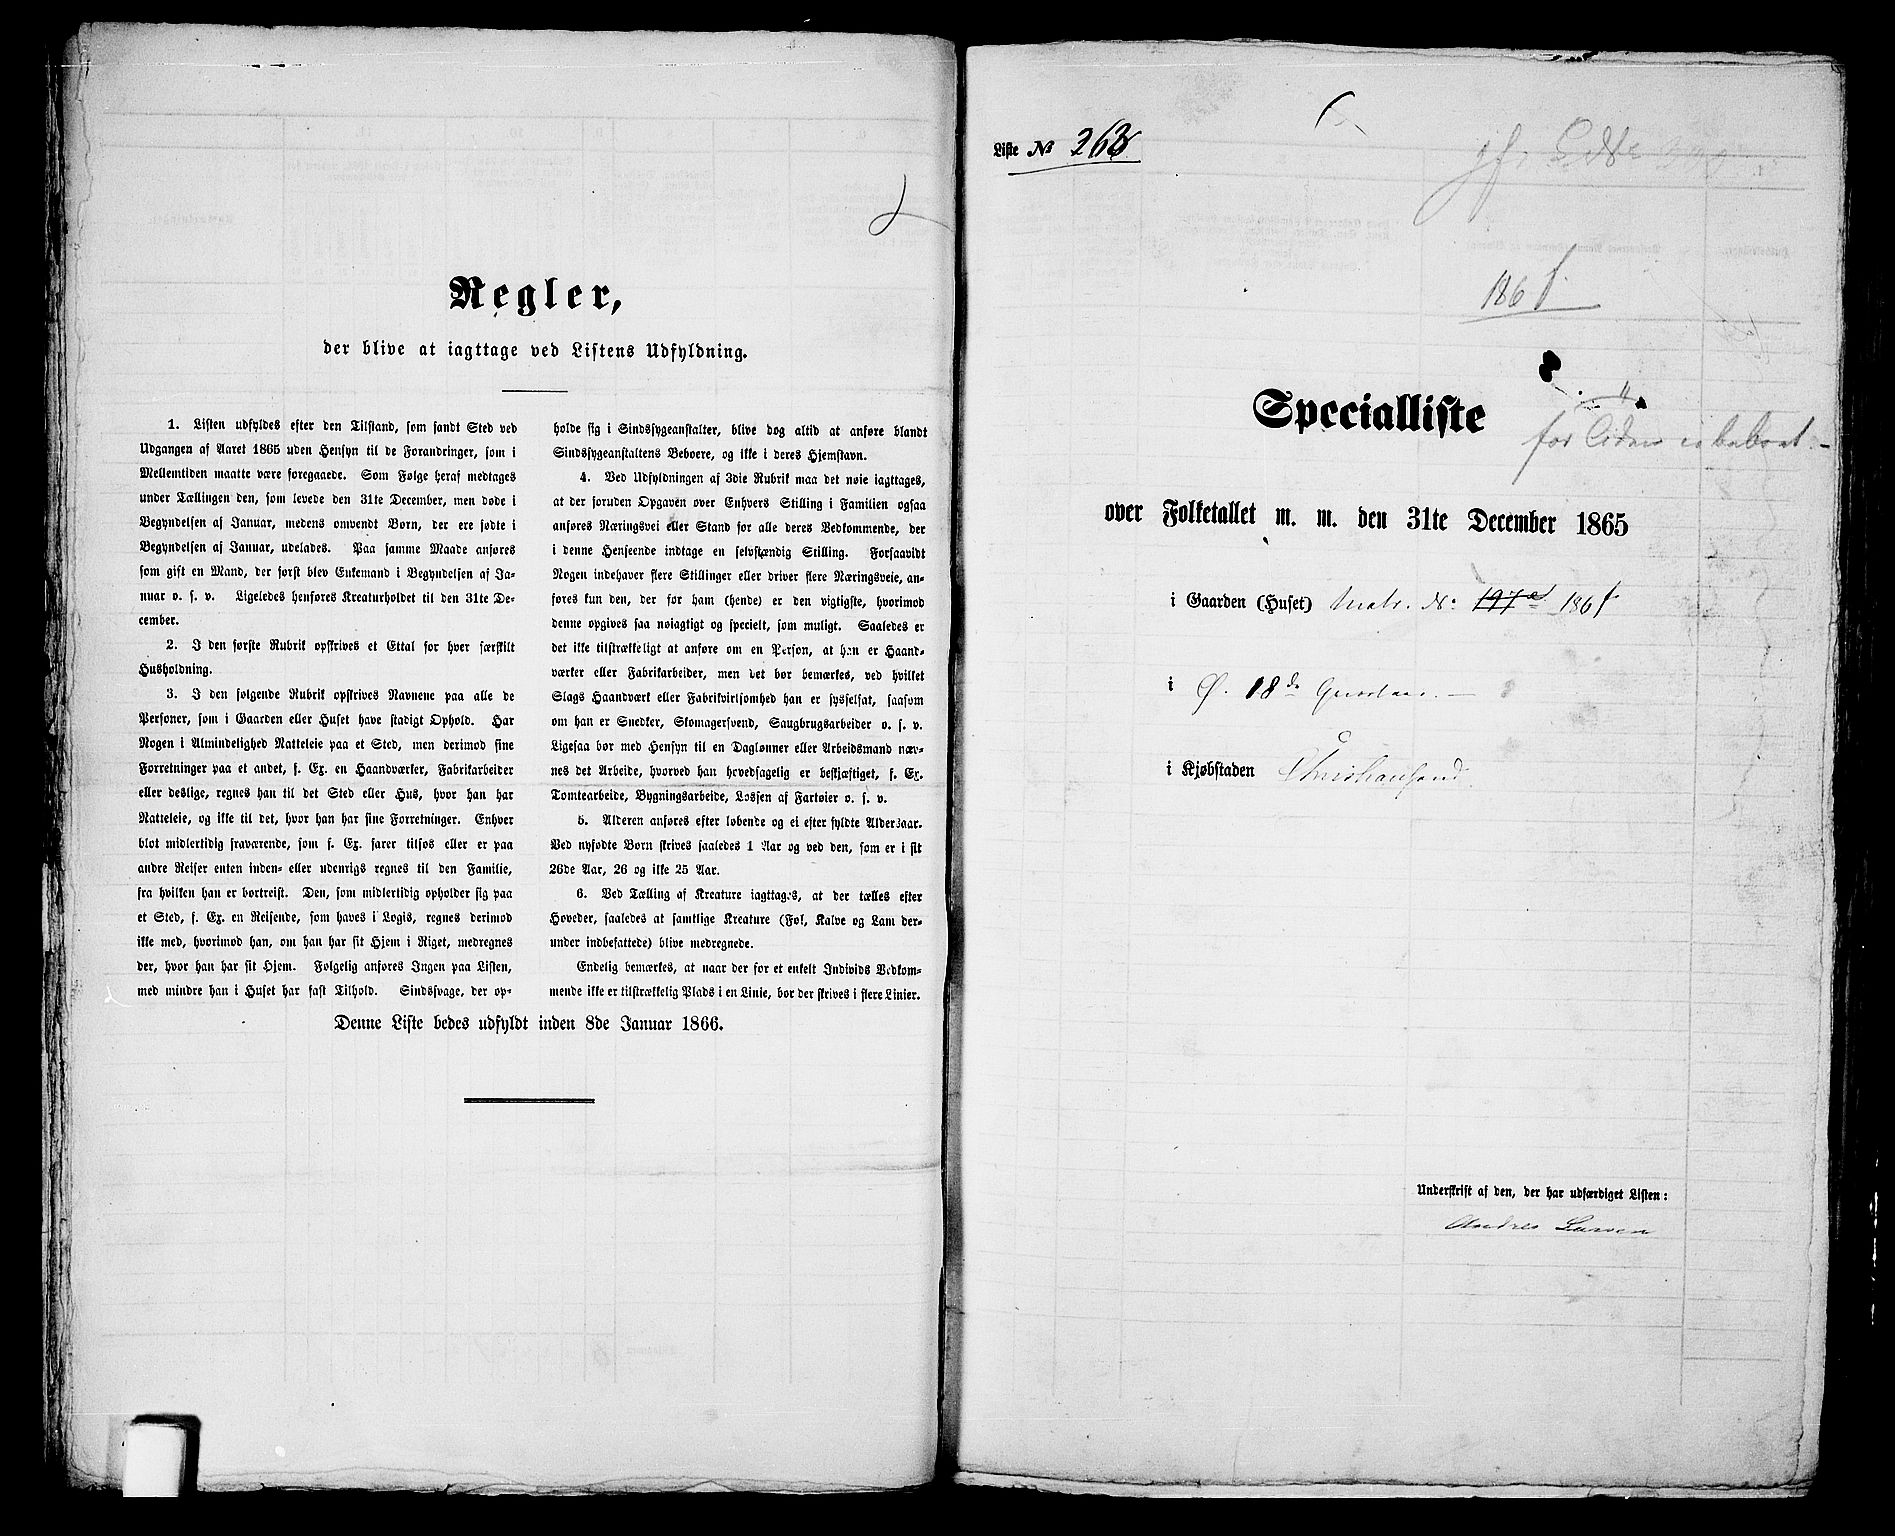 Regler,
der blive at iagttage ved Listens Udfyldning.
1. Listen udfyldes efter den Tilstand, som fandt Sted ved
Udgangen af Aaret 1865 uden Hensyn til de Forandringer, som i
Mellemtiden maatte være foregaaede. Som Følge heraf medtages
under Tællingen den, som levede den 31te December, men døde i
Begyndelsen af Januar, medens omvendt Børn, der ere fødte i
Begyndelsen af Januar, udelades. Paa samme Maade anføres
som gift en Mand, der først blev Enkemand i Begyndelsen af Ja-
nuar o. s. v. Ligeledes henføres Kreaturholdet til den 31te De-
cember.
2. I den første Rubrik opskrives et Ettal for hver særskilt
Husholdning.
3. I den følgende Rubrik opskrives Navnene paa alle de
Personer, som i Gaarden eller Huset have stadigt Ophold. Har
Nogen i Almindelighed Natteleie paa et Sted, men derimod sine
Forretninger paa et andet, f. Ex. en Haandværker, Fabrikarbeider
eller deslige, regnes han til det Sted eller Hus, hvor han har
Natteleie, og ikke til det, hvor han har sine Forretninger. Enhver
blot midlertidig fraværende, som f. Ex. farer tilsøs eller er paa
andre Reiser enten inden- eller udenrigs regnes til den Familie,
fra hvilken han er bortreist. Den, som midlertidig opholder sig paa
et Sted, f. Ex. en Reisende, som haves i Logis, regnes derimod
ikke med, hvorimod han, om han har sit Hjem i Riget, medregnes
der, hvor han har sit Hjem. Følgelig anføres Ingen paa Listen,
med mindre han i Huset har fast Tilhold. Sindssvage, der op-
holde sig i Sindssygeanstalter, blive dog altid at anføre blandt
Sindssygeanstaltens Beboere, og ikke i deres Hjemstavn.
4. Ved Udfyldningen af 3die Rubrik maa det nøie iagttages,
at der foruden Opgaven over Enhvers Stilling i Familien ogsaa
anføres Næringsvei eller Stand for alle deres Vedkommende, der
i denne Henseende indtage en selvstændig Stilling. Forsaavidt
Nogen indehaver flere Stillinger eller driver flere Næringsveie, an-
føres kun den, der for ham (hende) er den vigtigste, hvorimod
denne opgives saa nøiagtigt og specielt, som muligt. Saaledes er
det ikke tilstrækkeligt at anføre om en Person, at han er Haand-
værker eller Fabrikarbeider, men det bør bemærkes, ved hvilket
Slags Haandværk eller Fabrikvirksomhed han er sysselsat, saasom
om han er Snedker, Skomagersvend, Saugbrugsarbeider o. s. v.
Ligesaa bør med Hensyn til en Daglønner eller Arbeidsmand næv-
nes det Arbeide, hvorved han hovedsagelig er beskjæftiget, f. Ex.
Tomtearbeide, Bygningsarbeide, Lossen af Fartøier o. s. v.
5. Alderen anføres efter løbende og ei efter fyldte Aldersaar.
Ved nyfødte Børn skrives saaledes 1 Aar og ved den, som er i sit
26de Aar, 26 og ikke 25 Aar.
6. Ved Tælling af Kreature iagttages, at der tælles efter
Hoveder, saaledes at samtlige Kreature (Føl, Kalve og Lam der-
under indbefattede) blive medregnede.
Endelig bemærkes, at naar der for et enkelt Individs Vedkom-
mende ikke er tilstrækkelig Plads i en Linie, bør der skrives i flere Linier.
Denne Liste bedes udfyldt inden 8de Januar 1866.
Liste № 268
186 f.
Specialliste
over Folketallet m. m. den 31te December 1865
i Gaarden (Huset) Matr. No 197 a 186 f
i Ø. 18de
i Kjøbstaden Christiansand.
Underskrift af den, der har udfærdiget Listen:
Andres Larsen